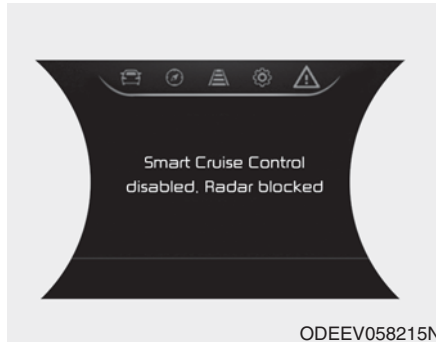 Smart Cruise Control
disabled, Radar blocked
ODEEV058215N